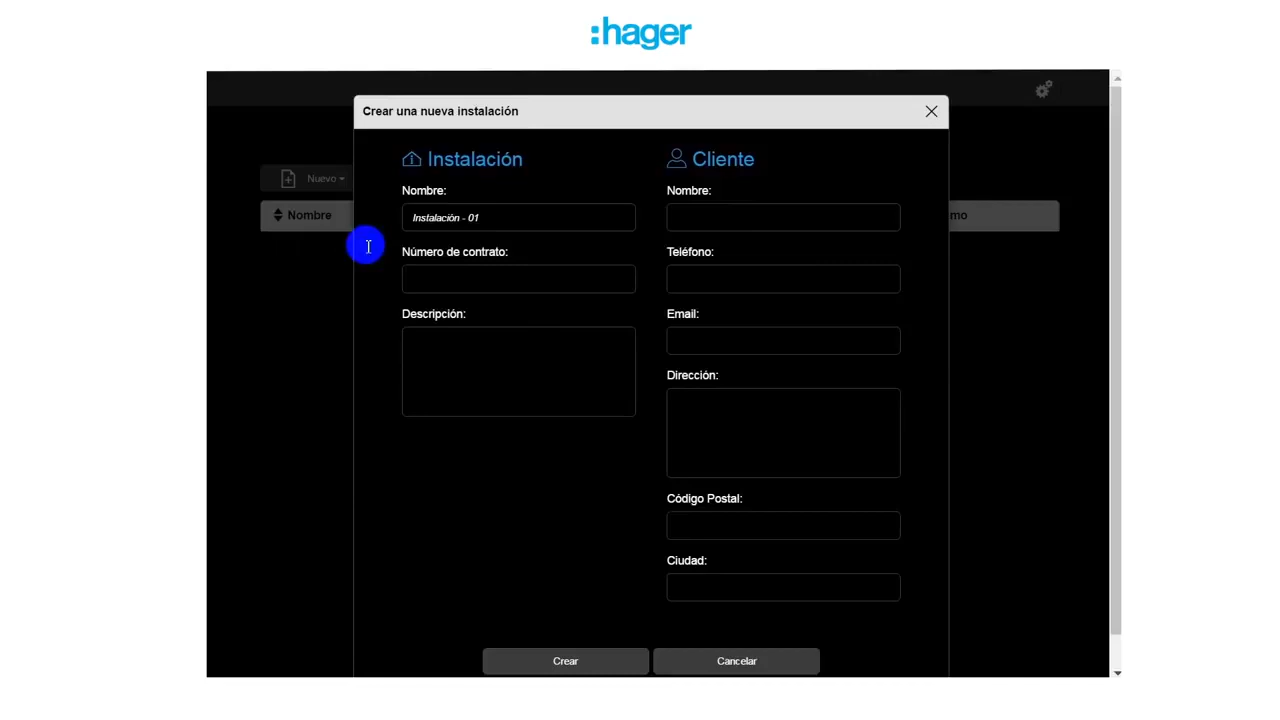 :hager
Crear una nueva instalación
Instalación
Nombre:
Instalación - 01
Número de contrato:
Descripción:
Cliente
Nombre:
Teléfono:
Email:
Dirección:
Código Postal:
Ciudad:
Crear
Cancelar
Nuevo
Nombre
mo